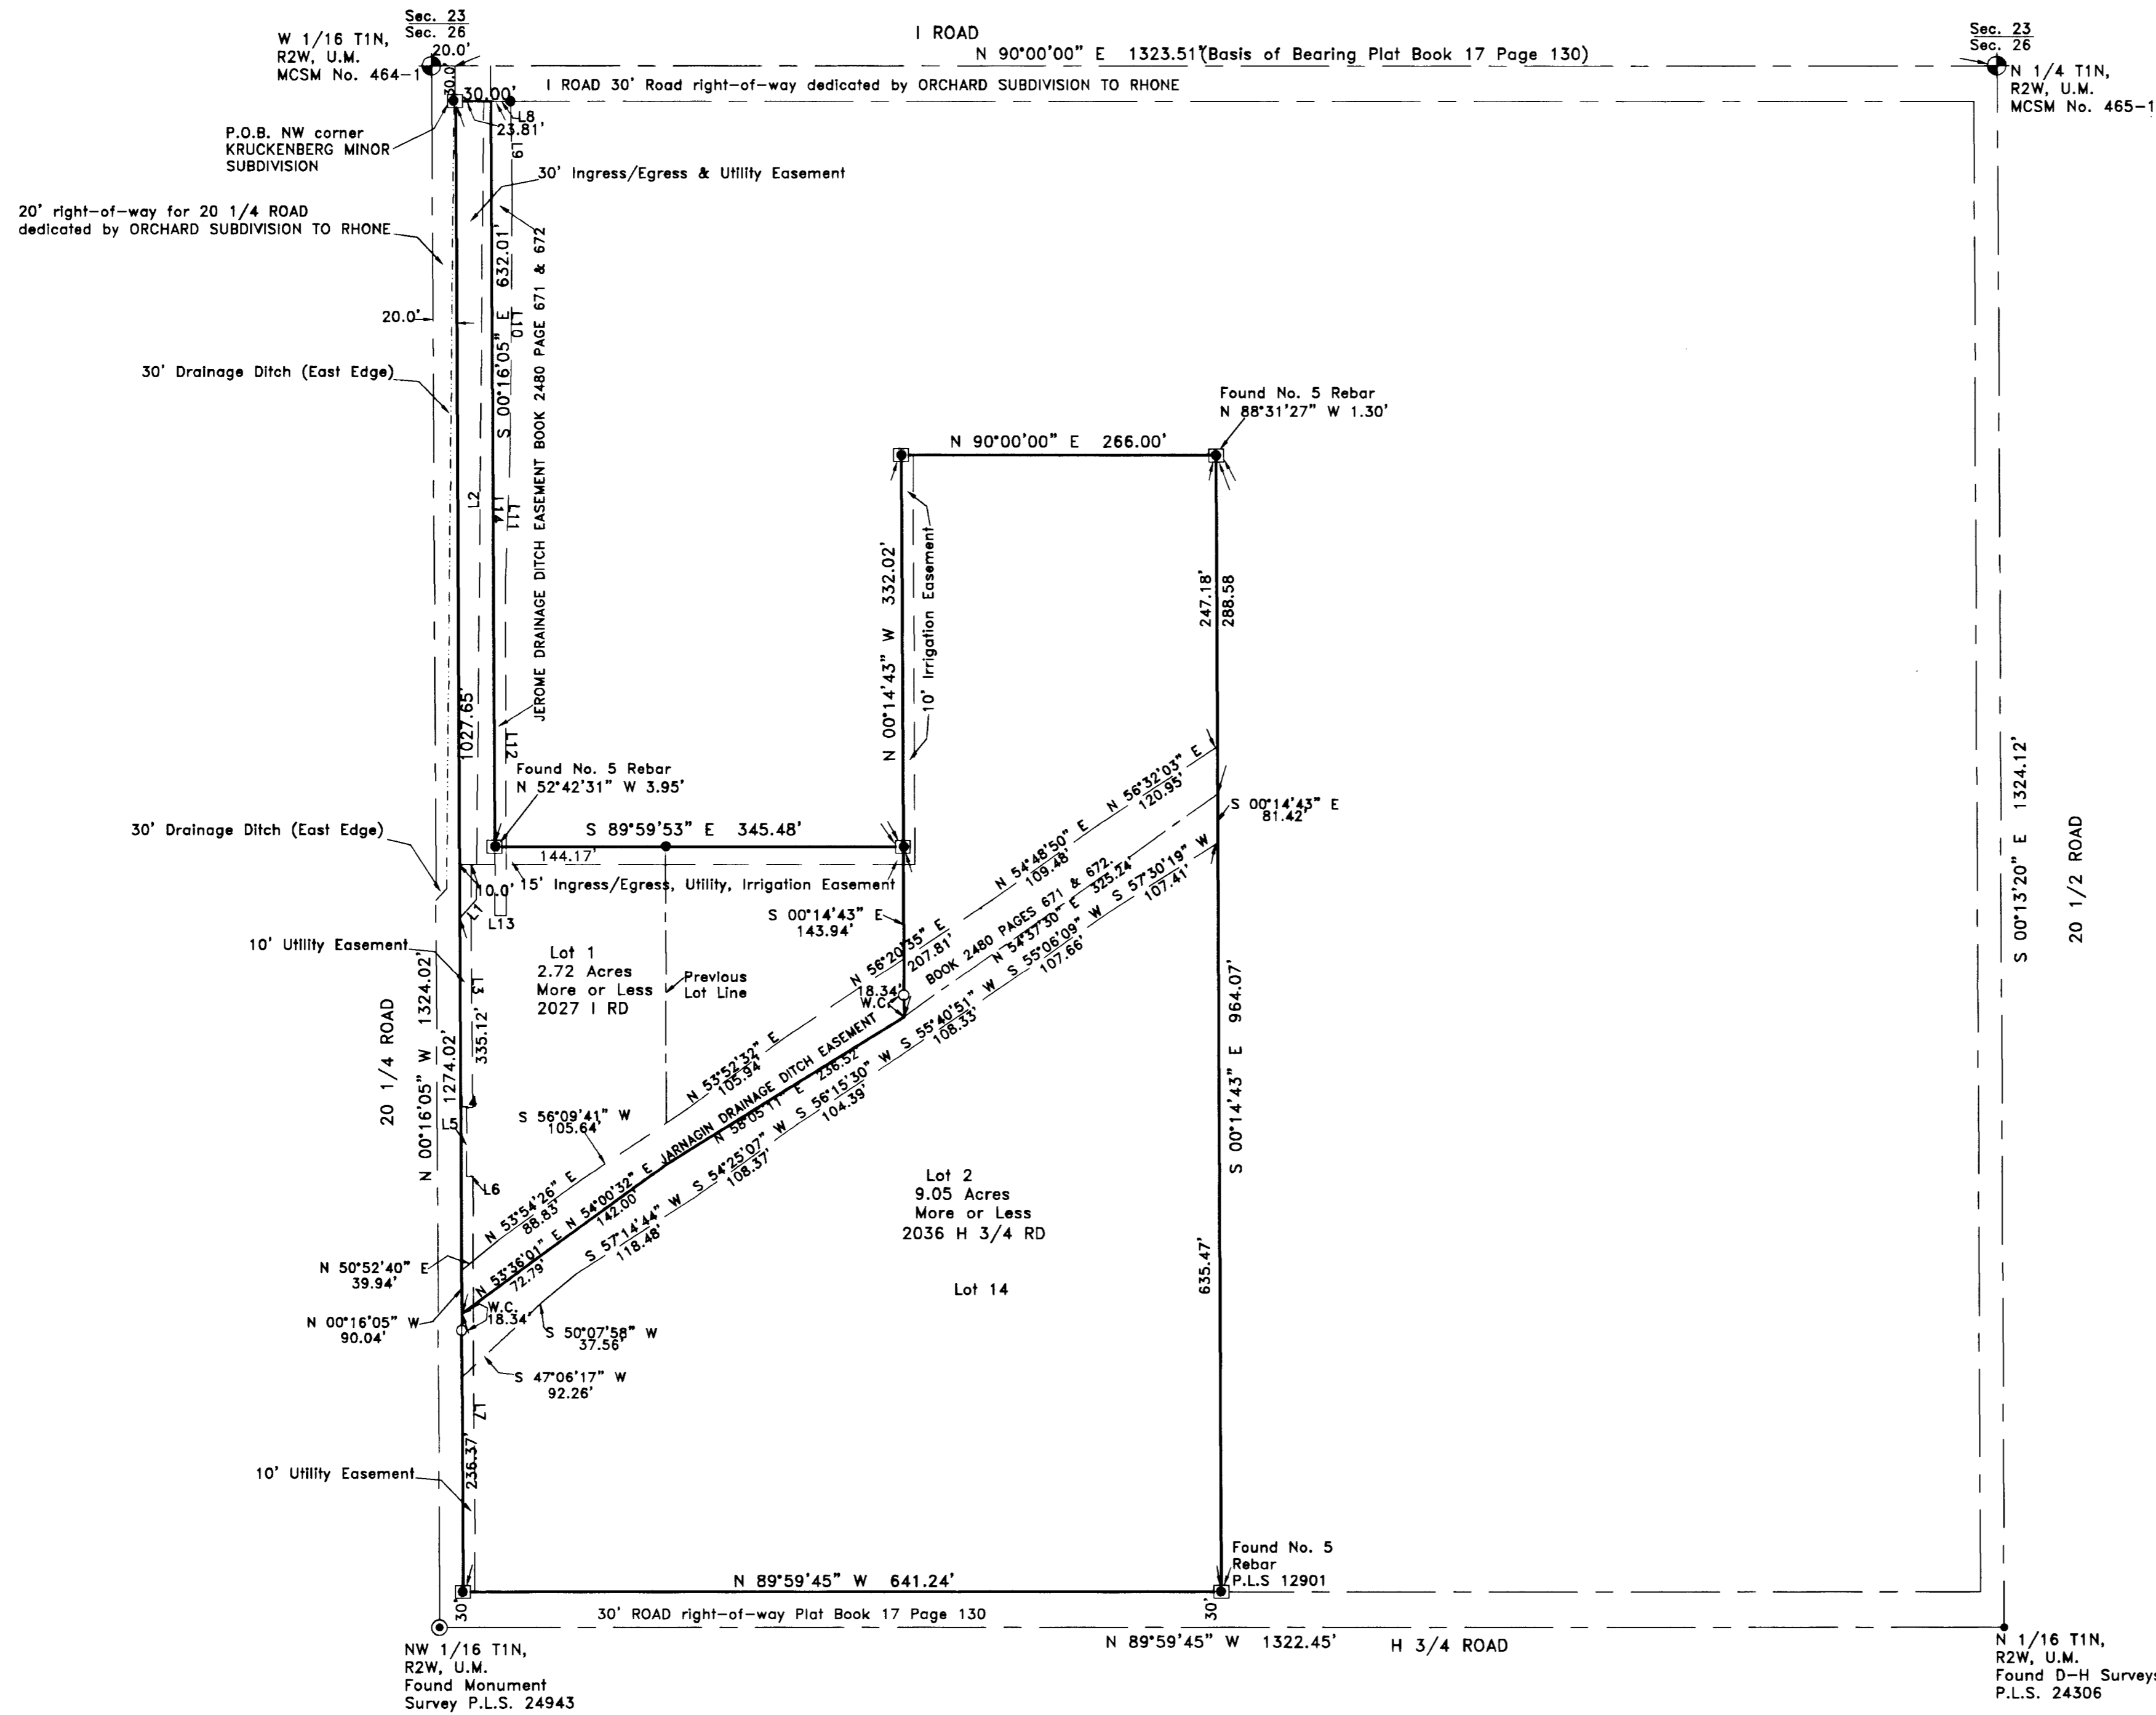 Sec. 23
Sec. 26
W 1/16 T1N,
R2W, U.M.
MCSM No. 464-1
20.0'
30.0'
I ROAD
N 90°00'00" E 1323.51'(Basis of Bearing Plat Book 17 Page 130)
Sec. 23
Sec. 26
N 1/4 T1N,
R2W, U.M.
MCSM No. 465-1
30.00'
I ROAD 30' Road right-of-way dedicated by ORCHARD SUBDIVISION TO RHONE
L8
23.81'
L9
P.O.B. NW corner
KRUCKENBERG MINOR
SUBDIVISION
30' Ingress/Egress & Utility Easement
20' right-of-way for 20 1/4 ROAD
dedicated by ORCHARD SUBDIVISION TO RHONE
S 00°16'05" E 632.01'
L10
JEROME DRAINAGE DITCH EASEMENT BOOK 2480 PAGE 671 & 672
20.0'
30' Drainage Ditch (East Edge)
L2
L14
L11
L12
1027.65'
Found No. 5 Rebar
N 88°31'27" W 1.30'
N 90°00'00" E 266.00'
N 00°14'43" W 332.02'
10' Irrigation Easement
247.18'
288.58
Found No. 5 Rebar
N 52°42'31" W 3.95'
S 89°59'53" E 345.48'
144.17'
30' Drainage Ditch (East Edge)
10.0'
15' Ingress/Egress, Utility, Irrigation Easement
L1
L13
S 00°14'43" E
143.94'
N 56°32'03" E
120.95'
S 00°14'43" E
81.42'
N 54°48'50" E
109.48'
N 54°37'30" E
325.24'
S 57°30'19" W
107.41'
BOOK 2480 PAGES 671 & 672.
S 55°06'09" W
107.66'
N 56°20'35" E
207.81'
10' Utility Easement
Lot 1
2.72 Acres
More or Less
2027 I RD
Previous
Lot Line
18.34'
W.C.
S 55°40'51" W
108.33'
L3
335.12'
20 1/4 ROAD
N 00°16'05" W 1324.02'
1274.02'
L5
L6
N 53°52'32" E
105.94'
JARNAGIN DRAINAGE DITCH EASEMENT
N 58°05'11" E 236.52'
S 56°15'30" W
104.39'
S 56°09'41" W
105.64'
S 54°25'07" W
108.37'
N 53°54'26" E
88.83'
N 54°00'32" E
142.00'
S 57°14'44" W
118.48'
N 50°52'40" E
39.94'
N 53°36'01" E
72.79'
W.C.
18.34'
N 00°16'05" W
90.04'
S 50°07'58" W
37.56'
S 47°06'17" W
92.26'
Lot 2
9.05 Acres
More or Less
2036 H 3/4 RD
Lot 14
S 00°14'43" E 964.07'
635.47'
S 00°13'20" E 1324.12'
20 1/2 ROAD
L7
236.37'
10' Utility Easement
Found No. 5
Rebar
P.L.S 12901
N 89°59'45" W 641.24'
30'
30' ROAD right-of-way Plat Book 17 Page 130
30'
N 89°59'45" W 1322.45'
H 3/4 ROAD
NW 1/16 T1N,
R2W, U.M.
Found Monument
Survey P.L.S. 24943
N 1/16 T1N,
R2W, U.M.
Found D-H Surveys
P.L.S. 24306